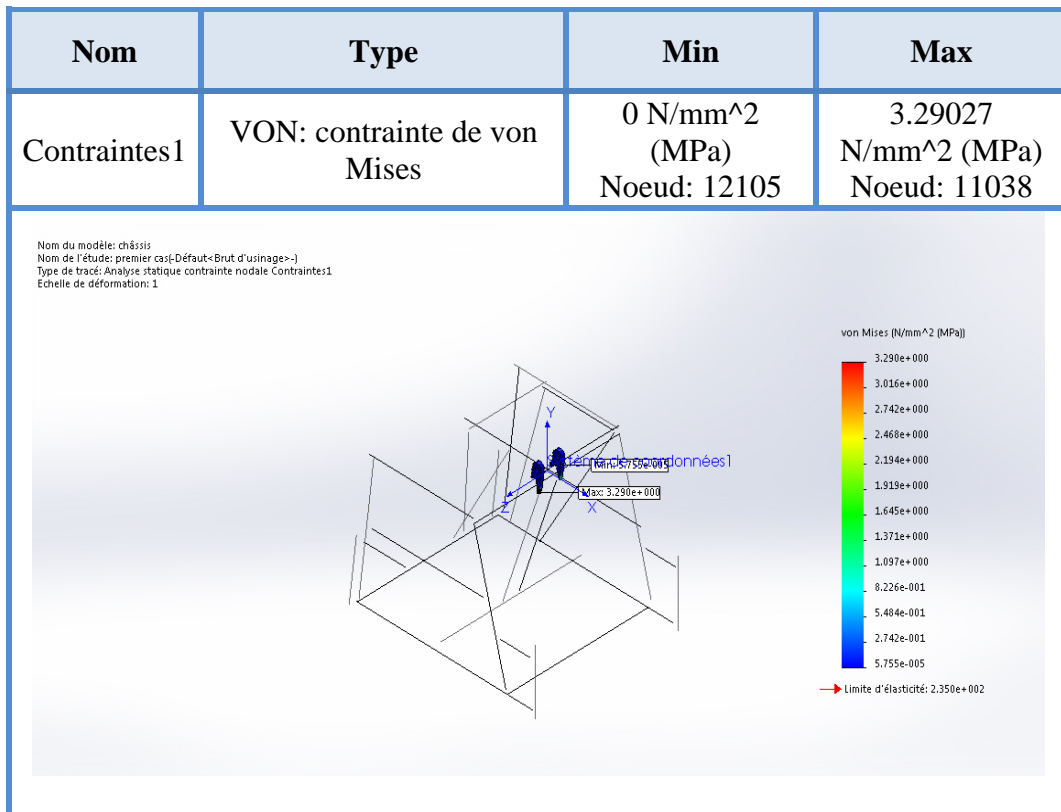 Nom
Type
Min
Max
Contraintes1
VON: contrainte de von
Mises
0 N/mm^2
(MPa)
Noeud: 12105
3.29027
N/mm^2 (MPa)
Noeud: 11038
Nom du modèle: châssis
Nom de l'étude: premier cas(-Défaut<Brut d'usinage>-)
Type de tracé: Analyse statique contrainte nodale Contraintes1
Echelle de déformation: 1
von Mises (N/mm^2 (MPa))
3.290e+000
3.016e+000
2.742e+000
2.468e+000
2.194e+000
1.919e+000
1.645e+000
1.371e+000
1.097e+000
8.226e-001
5.484e-001
2.742e-001
5.755e-005
Limite d'élasticité: 2.350e+002
Y
Min: 5.755e-005
Max: 3.290e+000
Z
X